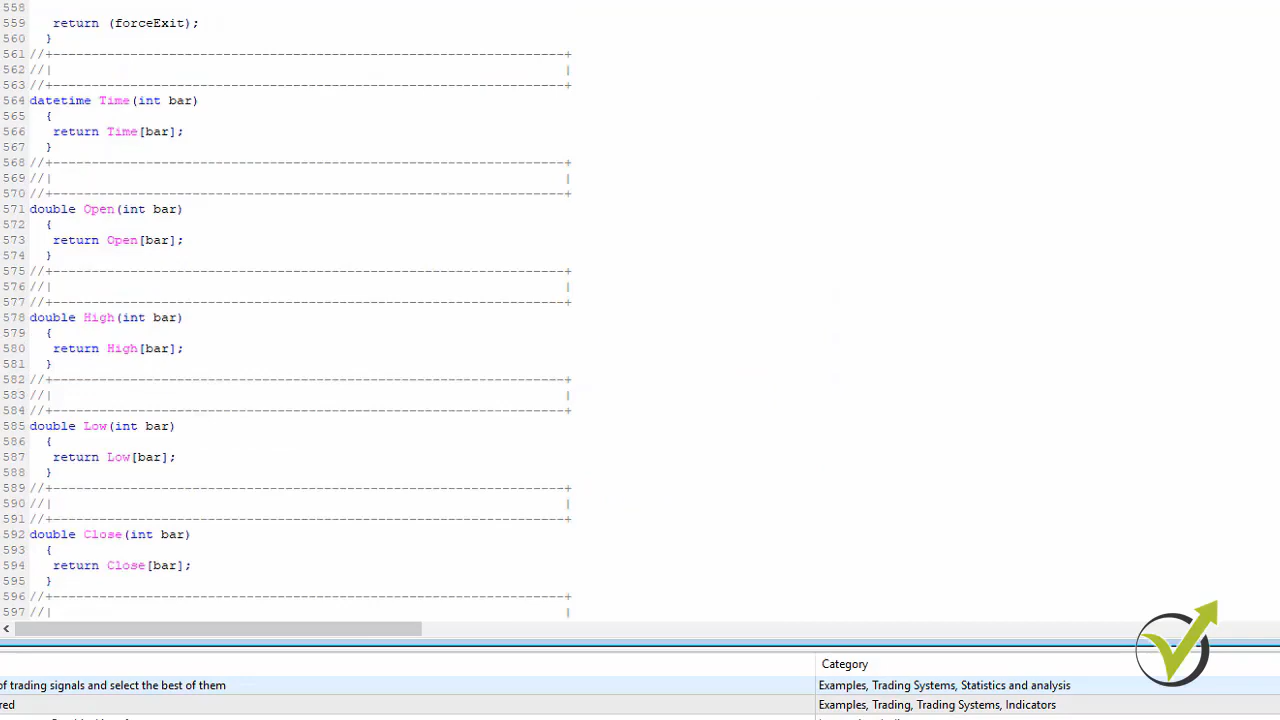 558
559 return (forceExit);
560 }
561 //+------------------------------------------------------------------+
562 //| |
563 //+------------------------------------------------------------------+
564 datetime Time(int bar)
565 {
566 return Time[bar];
567 }
568 //+------------------------------------------------------------------+
569 //| |
570 //+------------------------------------------------------------------+
571 double Open(int bar)
572 {
573 return Open[bar];
574 }
575 //+------------------------------------------------------------------+
576 //| |
577 //+------------------------------------------------------------------+
578 double High(int bar)
579 {
580 return High[bar];
581 }
582 //+------------------------------------------------------------------+
583 //| |
584 //+------------------------------------------------------------------+
585 double Low(int bar)
586 {
587 return Low[bar];
588 }
589 //+------------------------------------------------------------------+
590 //| |
591 //+------------------------------------------------------------------+
592 double Close(int bar)
593 {
594 return Close[bar];
595 }
596 //+------------------------------------------------------------------+
597 //| |
Category
of trading signals and select the best of them Examples, Trading Systems, Statistics and analysis
red Examples, Trading, Trading Systems, Indicators